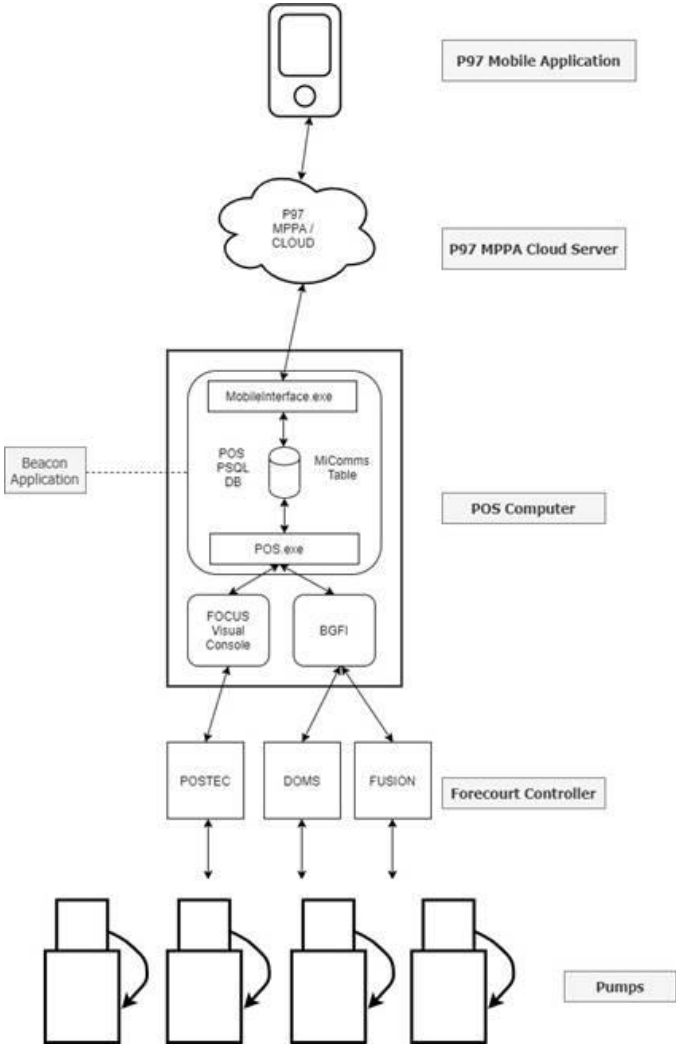 P97 Mobile Application
P97
MPPA /
CLOUD
P97 MPPA Cloud Server
MobileInterface.exe
POS
PSQL
DB
MiComms
Table
Beacon
Application
POS Computer
POS.exe
FOCUS
Visual
Console
BGFI
POSTEC
DOMS
FUSION
Forecourt Controller
Pumps